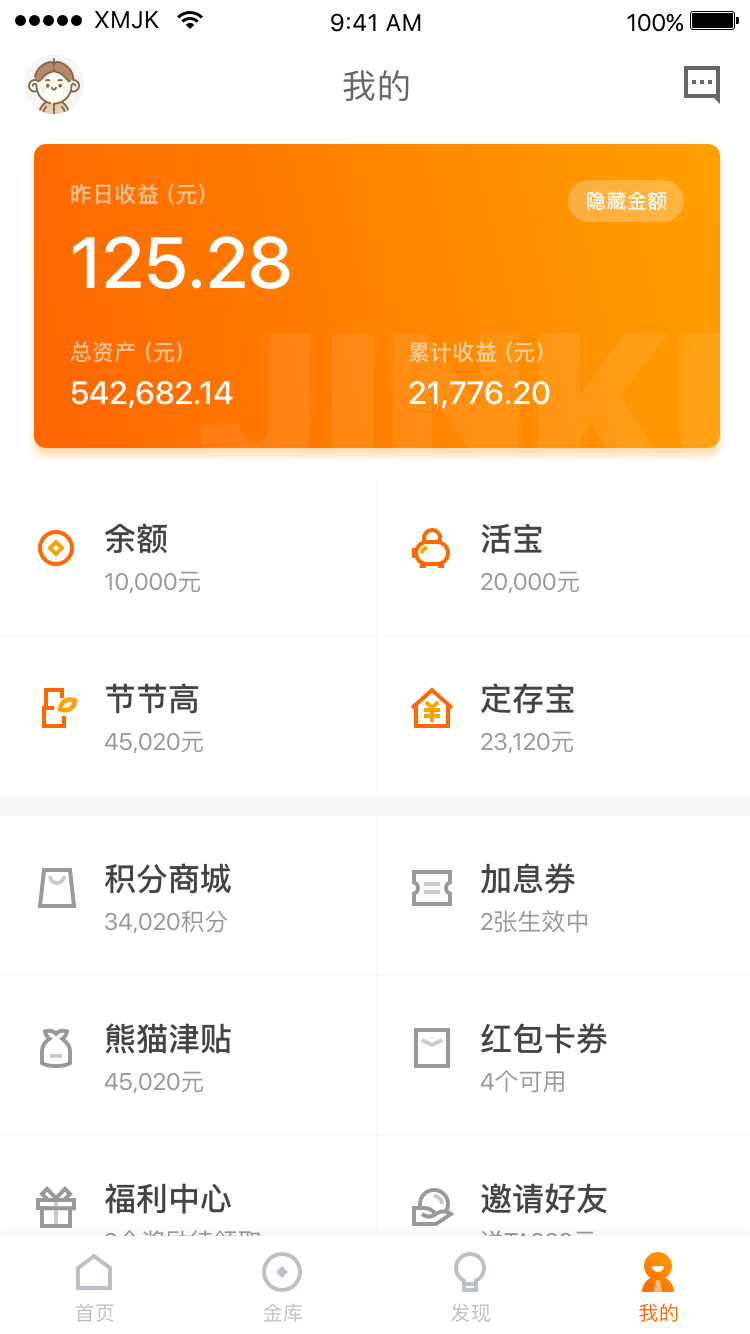 XMJK 9:41 AM 100%
我的
昨日收益 (元)
隐藏金额
125.28
总资产 (元) 累计收益 (元)
542,682.14 21,776.20
JINKU
余额 活宝
10,000元 20,000元
节节高 定存宝
45,020元 23,120元
积分商城 加息券
34,020积分 2张生效中
熊猫津贴 红包卡券
45,020元 4个可用
福利中心 邀请好友
首页 金库 发现 我的